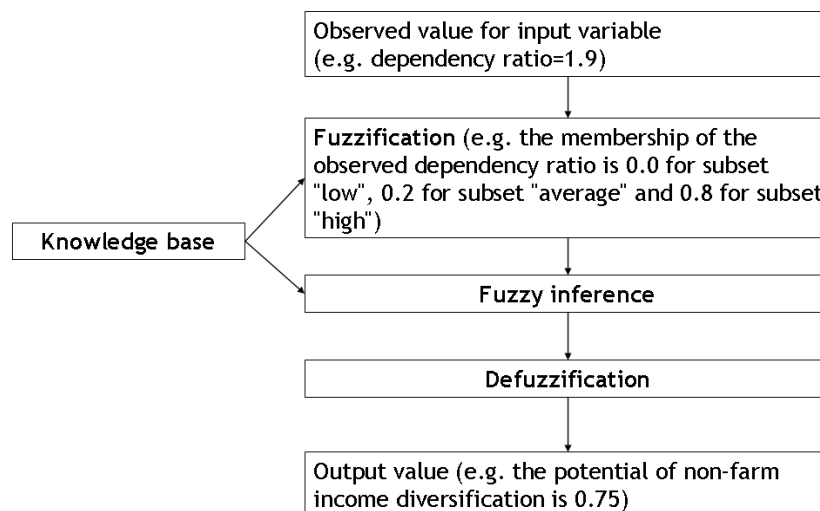 Observed value for input variable
(e.g. dependency ratio=1.9)
Fuzzification (e.g. the membership of the
observed dependency ratio is 0.0 for subset
"low", 0.2 for subset "average" and 0.8 for subset
"high")
Knowledge base
Fuzzy inference
Defuzzification
Output value (e.g. the potential of non-farm
income diversification is 0.75)